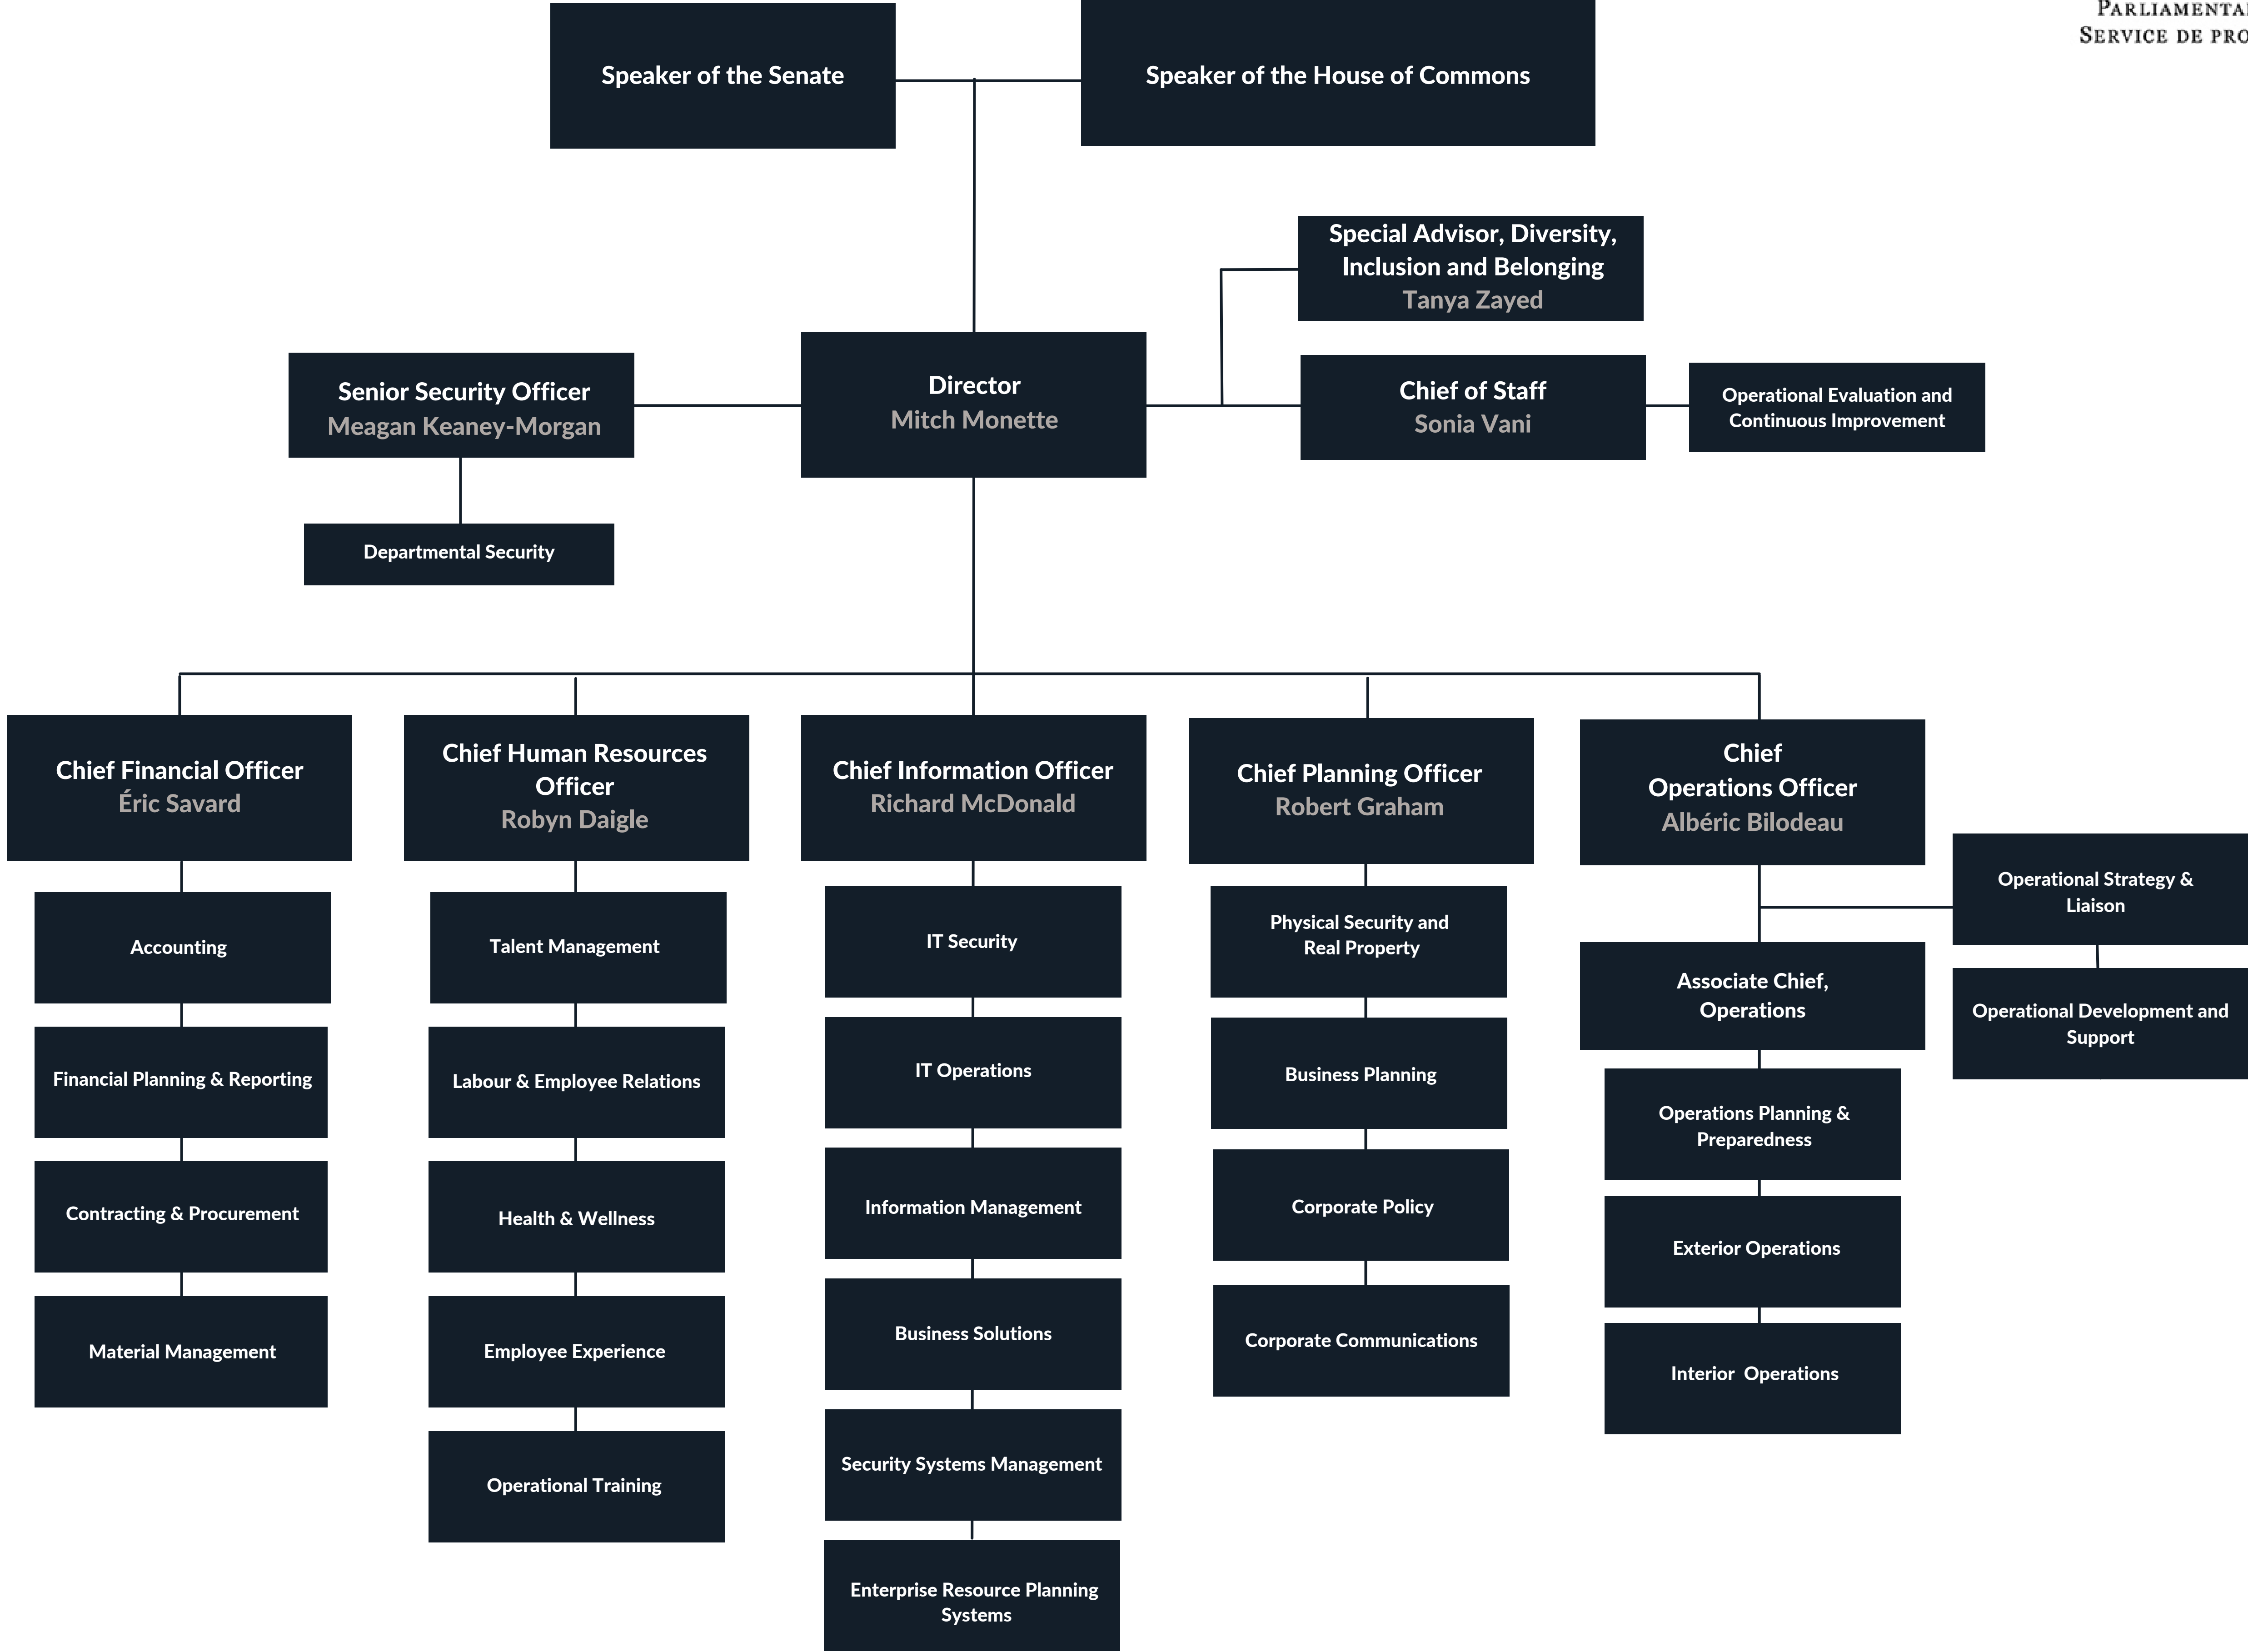 Speaker of the Senate
Speaker of the House of Commons
SERVICE DE
Special Advisor, Diversity,
Inclusion and Belonging
Tanya Zayed
Senior Security Officer
Meagan Keaney-Morgan
Director
Mitch Monette
Chief of Staff
Sonia Vani
Operational Evaluation and
Continuous Improvement
Departmental Security
Chief Financial Officer
Éric Savard
Chief Human Resources
Officer
Robyn Daigle
Chief Information Officer
Richard McDonald
Chief Planning Officer
Robert Graham
Chief
Operations Officer
Albéric Bilodeau
Accounting
Financial Planning & Reporting
Contracting & Procurement
Material Management
Talent Management
Labour & Employee Relations
Health & Wellness
Employee Experience
Operational Training
IT Security
IT Operations
Information Management
Business Solutions
Security Systems Management
Enterprise Resource Planning
Systems
Physical Security and
Real Property
Business Planning
Corporate Policy
Corporate Communications
Operational Strategy &
Liaison
Operational Development and
Support
Associate Chief,
Operations
Operations Planning &
Preparedness
Exterior Operations
Interior  Operations